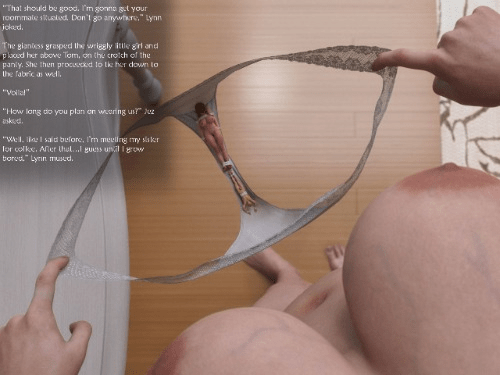 "That should be good. I'm gonna get your
roommate situated. Don't go anywhere," Lynn
joked.
The giantess grasped the wriggly little girl and
placed her above Tom, on the crotch of the
panty. She then proceeded to tie her down to
the fabric as well.
"Voila!"
"How long do you plan on wearing us?" Jez
asked.
"Well, like I said before, I'm meeting my sister
for coffee. After that...I guess until I grow
bored," Lynn mused.